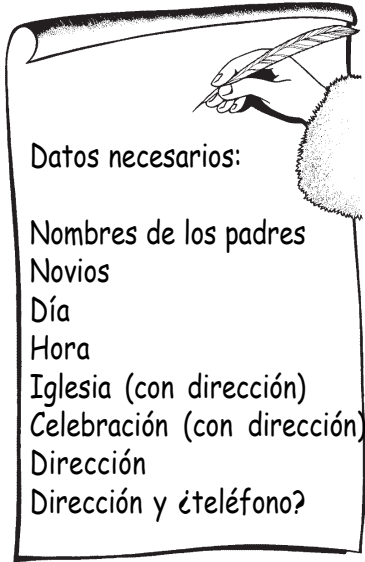 Datos necesarios:
Nombres de los padres
Novios
Día
Hora
Iglesia (con dirección)
Celebración (con dirección)
Dirección
Dirección y ¿teléfono?